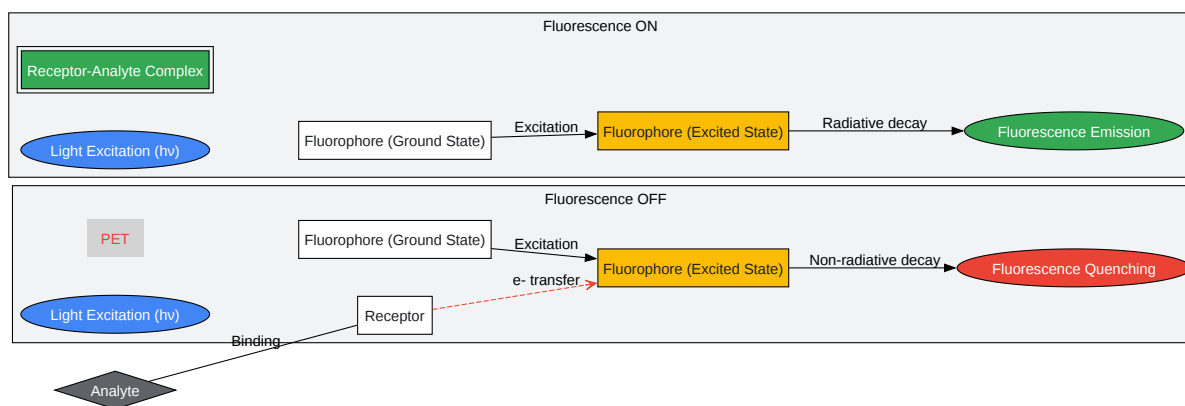 Fluorescence ON
Receptor-Analyte Complex
Light Excitation (hν)
Fluorophore (Ground State)
Excitation
Fluorophore (Excited State)
Radiative decay
Fluorescence Emission
Fluorescence OFF
PET
Fluorophore (Ground State)
Excitation
Fluorophore (Excited State)
Non-radiative decay
Fluorescence Quenching
e- transfer
Light Excitation (hν)
Receptor
Binding
Analyte